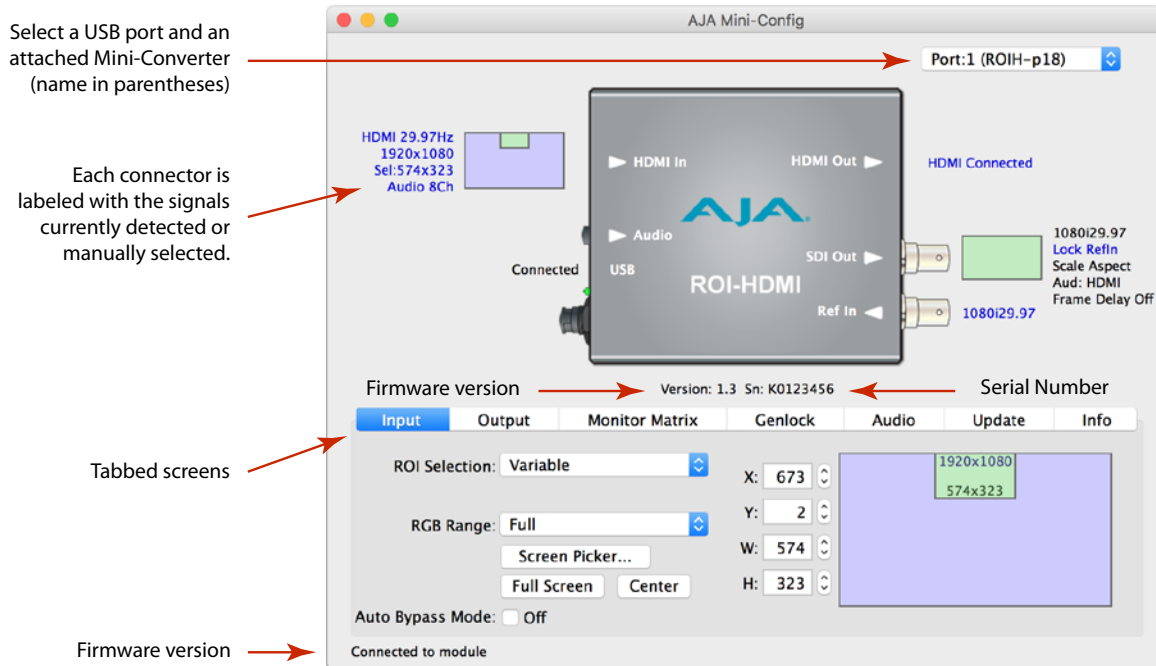 AJA Mini-Config
Select a USB port and an
attached Mini-Converter
(name in parentheses)
Port:1 (ROIH-p18)
HDMI 29.97Hz
1920x1080
Sel:574x323
Audio 8Ch
HDMI In
HDMI Out
HDMI Connected
Each connector is
labeled with the signals
currently detected or
manually selected.
AJA
Audio
USB
Connected
SDI Out
ROI-HDMI
Ref In
1080i29.97
Lock RefIn
Scale Aspect
Aud: HDMI
Frame Delay Off
1080i29.97
Firmware version
Version: 1.3 Sn: K0123456
Serial Number
Input Output Monitor Matrix Genlock Audio Update Info
Tabbed screens
ROI Selection: Variable
X: 673
1920x1080
574x323
RGB Range: Full
Y: 2
Screen Picker...
W: 574
Full Screen Center
H: 323
Auto Bypass Mode: Off
Firmware version
Connected to module